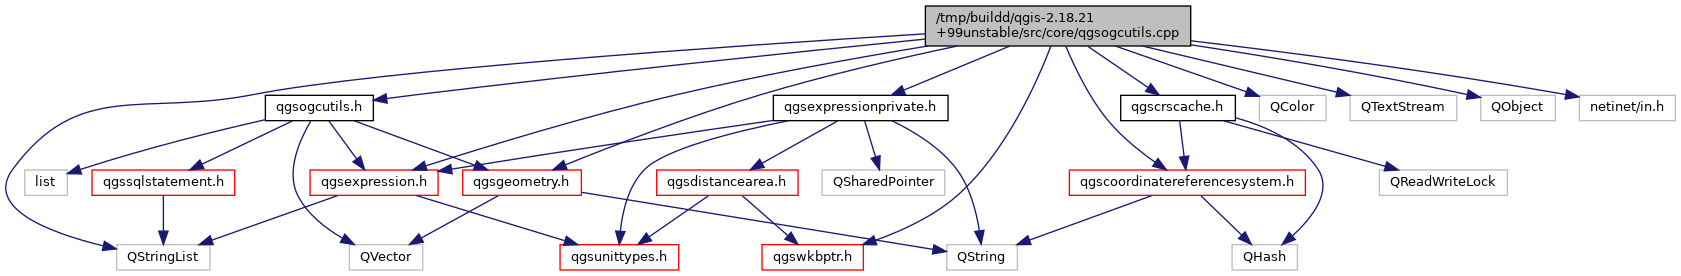 /tmp/buildd/qgis-2.18.21
+99unstable/src/core/qgsogcutils.cpp
qgsogcutils.h
qgsexpressionprivate.h
qgscrscache.h
QColor
QTextStream
QObject
netinet/in.h
list
qgssqlstatement.h
qgsexpression.h
qgsgeometry.h
qgsdistancearea.h
QSharedPointer
qgscoordinatereferencesystem.h
QReadWriteLock
QStringList
QVector
qgsunittypes.h
qgswkbptr.h
QString
QHash